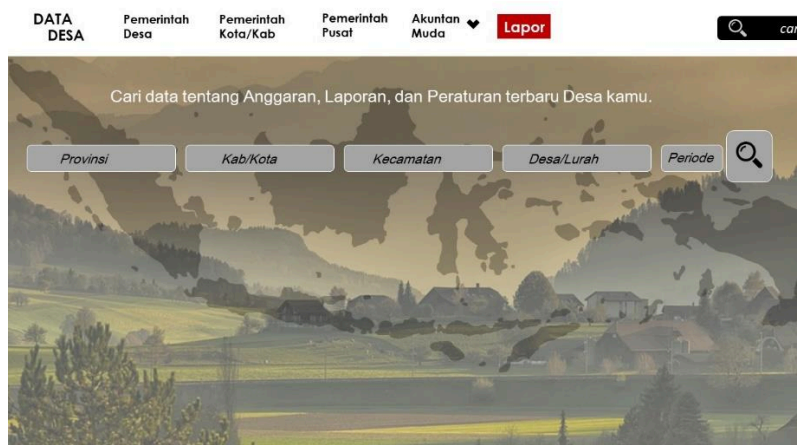 DATA
DESA
Pemerintah
Desa
Pemerintah
Kota/Kab
Pemerintah
Pusat
Akuntan
Muda
Lapor
Cari data tentang Anggaran, Laporan, dan Peraturan terbaru Desa kamu.
Provinsi
Kab/Kota
Kecamatan
Desa/Lurah
Periode